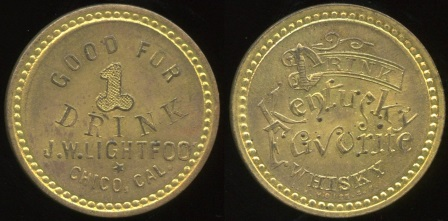 GOOD FOR
1
DRINK
J.W.LIGHTFOO
CHICO, CAL.
DRINK
Kentucky
Favorite
WHISKY